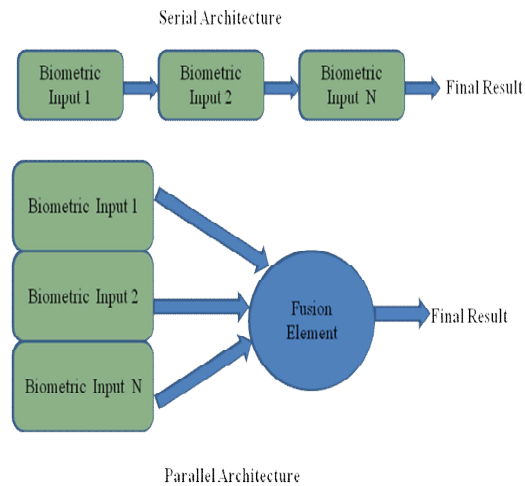 Serial Architecture
Biometric
Input 1
Biometric
Input 2
Biometric
Input N
Final Result
Biometric Input 1
Biometric Input 2
Biometric Input N
Fusion
Element
Final Result
Parallel Architecture